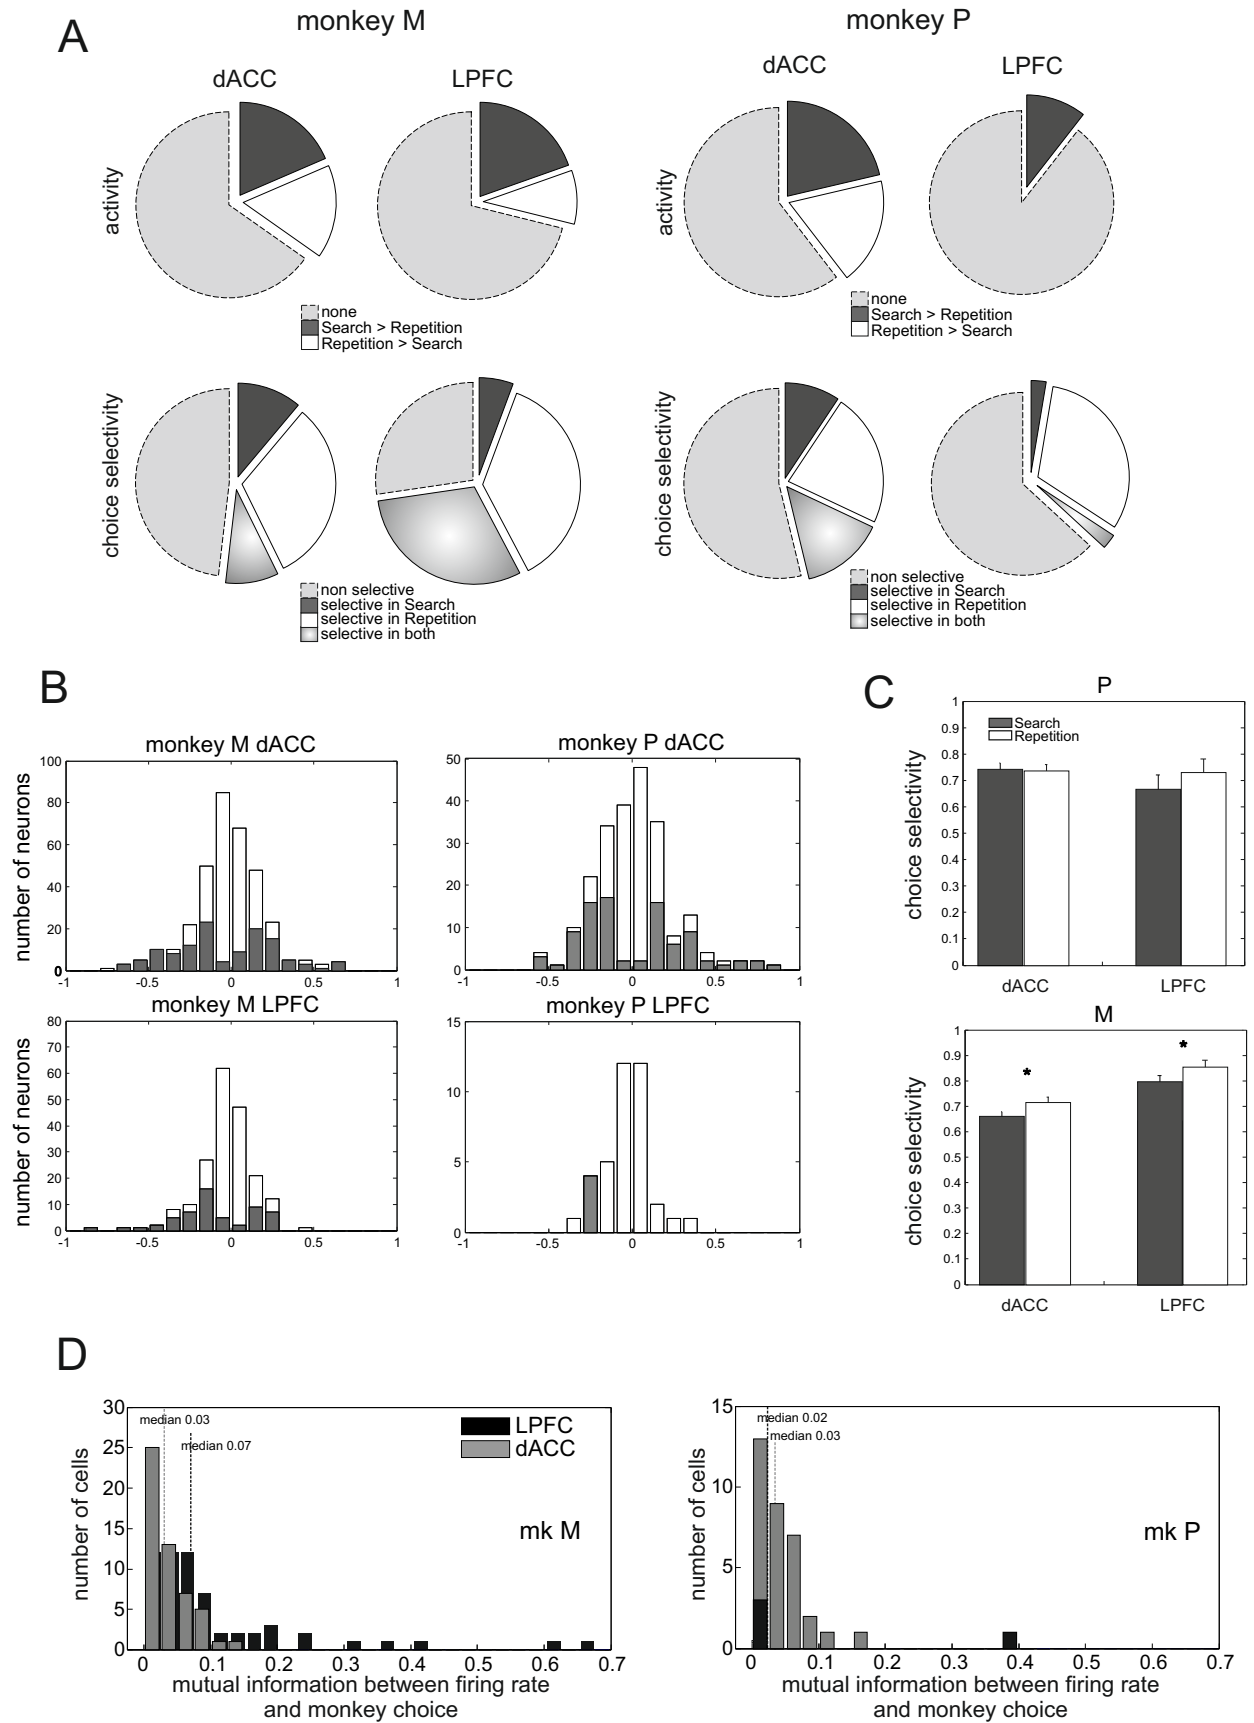 A
monkey M
monkey P
dACC
LPFC
dACC
LPFC
activity
activity
none
Search > Repetition
Repetition > Search
none
Search > Repetition
Repetition > Search
choice selectivity
choice selectivity
non selective
selective in Search
selective in Repetition
selective in both
non selective
selective in Search
selective in Repetition
selective in both
B
monkey M dACC
number of neurons
100
80
60
40
20
0
-1
-0.5
0
0.5
1
monkey P dACC
50
40
30
20
10
0
-1
-0.5
0
0.5
1
monkey M LPFC
number of neurons
80
70
60
50
40
30
20
10
0
-1
-0.5
0
0.5
1
monkey P LPFC
15
10
5
0
-1
-0.5
0
0.5
1
C
P
choice selectivity
1
0.9
0.8
0.7
0.6
0.5
0.4
0.3
0.2
0.1
0
Search
Repetition
dACC
LPFC
M
choice selectivity
1
0.9
0.8
0.7
0.6
0.5
0.4
0.3
0.2
0.1
0
*
*
dACC
LPFC
D
number of cells
30
25
20
15
10
5
0
median 0.03
median 0.07
LPFC
dACC
mk M
0
0.1
0.2
0.3
0.4
0.5
0.6
0.7
mutual information between firing rate
and monkey choice
number of cells
15
10
5
0
median 0.02
median 0.03
mk P
0
0.1
0.2
0.3
0.4
0.5
0.6
0.7
mutual information between firing rate
and monkey choice